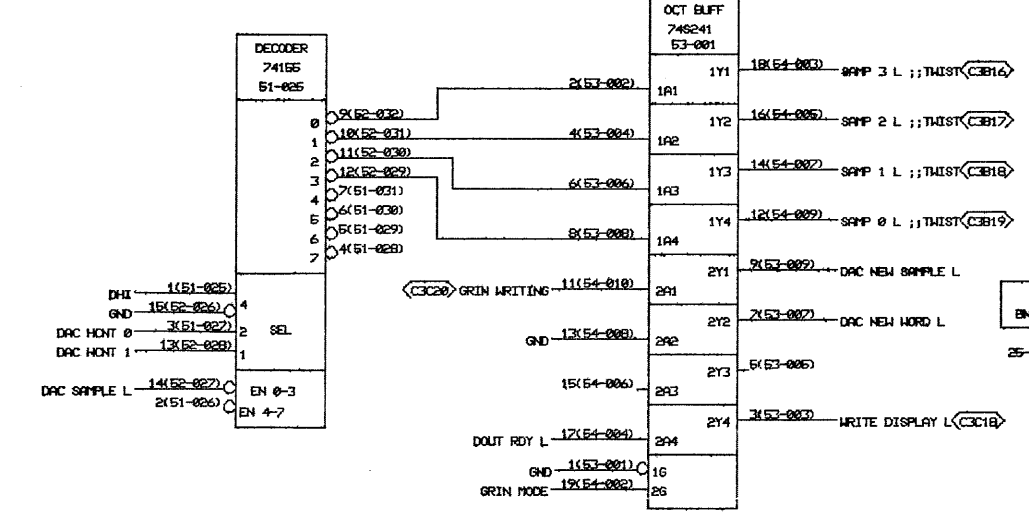 DECODER
74155
51-025
0 9(52-032)
1 10(52-031)
2 11(52-030)
3 12(52-029)
4 7(51-031)
5 6(51-030)
6 5(51-029)
7 4(51-028)
DHI 1(51-025) 4
GND 15(52-026)
DAC HCNT 0 3(51-027) 2
DAC HCNT 1 13(52-028) 1
SEL
DAC SAMPLE L 14(52-027) EN 0-3
2(51-026) EN 4-7
OCT BUFF
74S241
53-001
2(53-002) 1A1 1Y1 18(54-003) SAMP 3 L ;;TWIST C3B16
4(53-004) 1A2 1Y2 16(54-005) SAMP 2 L ;;TWIST C3B17
6(53-006) 1A3 1Y3 14(54-007) SAMP 1 L ;;TWIST C3B18
8(53-008) 1A4 1Y4 12(54-009) SAMP 0 L ;;TWIST C3B19
C3C20 GRIN WRITING 11(54-010) 2A1 2Y1 9(53-009) DAC NEW SAMPLE L
GND 13(54-008) 2A2 2Y2 7(53-007) DAC NEW WORD L
15(54-006) 2A3 2Y3 5(53-005)
DOUT RDY L 17(54-004) 2A4 2Y4 3(53-003) WRITE DISPLAY L C3C18
GND 1(53-001) 1G
GRIN MODE 19(54-002) 2G
BN
25-